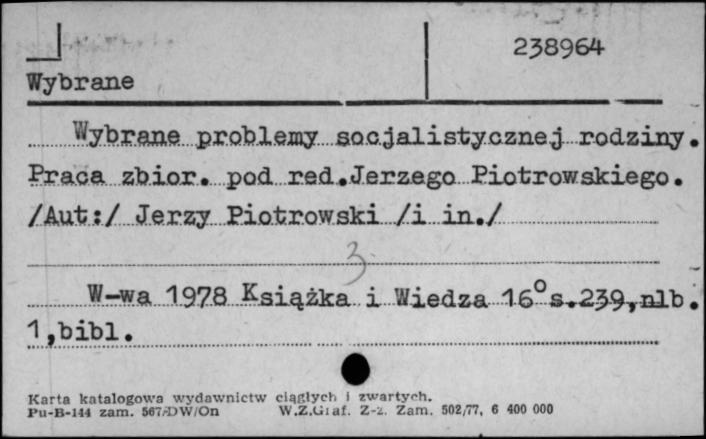 238964
Wybrane
Wybrane problemy socjalistycznej rodziny.
Praca zbior. pod red.Jerzego Piotrowskiego.
/Aut:/ Jerzy Piotrowski /i in./
3
W-wa 1978 Książka i Wiedza 16° s.239,nlb.
1,bibl.
Karta katalogowa wydawnictw ciągłych i zwartych.
Pu-B-144 zam. 567/DW/On W.Z.Graf. Z-2. Zam. 502/77, 6 400 000